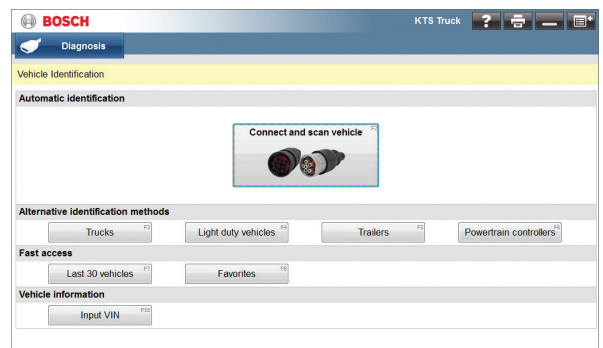 BOSCH
KTS Truck
?
Diagnosis
Vehicle Identification
Automatic identification
Connect and scan vehicle F2
Alternative identification methods
Trucks F3 Light duty vehicles F4 Trailers F5 Powertrain controllers F6
Fast access
Last 30 vehicles F7 Favorites F8
Vehicle information
Input VIN F10